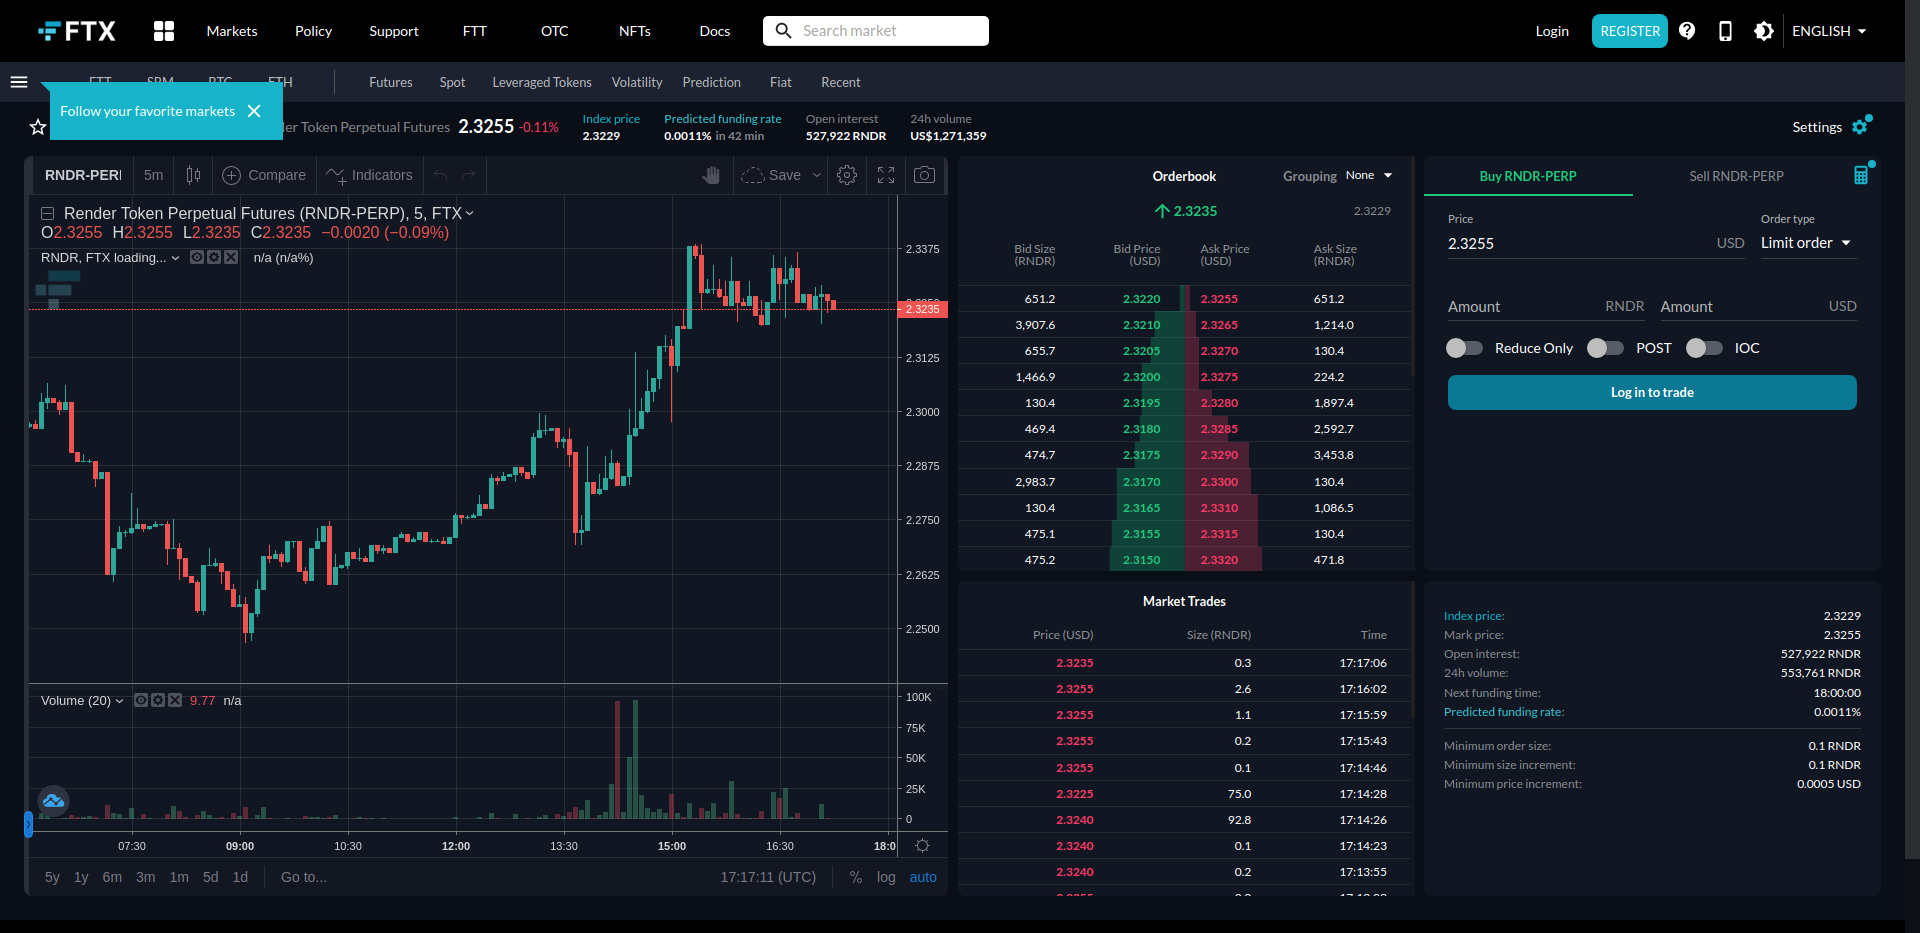 FTX
Markets
Policy
Support
FTT
OTC
NFTs
Docs
Search market
Login
REGISTER
ENGLISH
FTT
SRM
BTC
ETH
Futures
Spot
Leveraged Tokens
Volatility
Prediction
Fiat
Recent
Follow your favorite markets
Token Perpetual Futures
2.3255 -0.11%
Index price
2.3229
Predicted funding rate
0.0011% in 42 min
Open interest
527,922 RNDR
24h volume
US$1,271,359
Settings
RNDR-PERI
5m
Compare
Indicators
Save
Render Token Perpetual Futures (RNDR-PERP), 5, FTX
O2.3255 H2.3255 L2.3235 C2.3235 −0.0020 (−0.09%)
RNDR, FTX loading...
n/a (n/a%)
2.3375
2.3235
2.3125
2.3000
2.2875
2.2750
2.2625
2.2500
Volume (20)
9.77 n/a
100K
75K
50K
25K
0
07:30
09:00
10:30
12:00
13:30
15:00
16:30
18:0
5y
1y
6m
3m
1m
5d
1d
Go to...
17:17:11 (UTC)
%
log
auto
Orderbook
Grouping None
2.3235
2.3229
Bid Size (RNDR)
Bid Price (USD)
Ask Price (USD)
Ask Size (RNDR)
651.2 2.3220 2.3255 651.2
3,907.6 2.3210 2.3265 1,214.0
655.7 2.3205 2.3270 130.4
1,466.9 2.3200 2.3275 224.2
130.4 2.3195 2.3280 1,897.4
469.4 2.3180 2.3285 2,592.7
474.7 2.3175 2.3290 3,453.8
2,983.7 2.3170 2.3300 130.4
130.4 2.3165 2.3310 1,086.5
475.1 2.3155 2.3315 130.4
475.2 2.3150 2.3320 471.8
Market Trades
Price (USD) Size (RNDR) Time
2.3235 0.3 17:17:06
2.3255 2.6 17:16:02
2.3255 1.1 17:15:59
2.3255 0.2 17:15:43
2.3255 0.1 17:14:46
2.3225 75.0 17:14:28
2.3240 92.8 17:14:26
2.3240 0.1 17:14:23
2.3240 0.2 17:13:55
Buy RNDR-PERP
Sell RNDR-PERP
Price
2.3255 USD
Order type
Limit order
Amount RNDR
Amount USD
Reduce Only
POST
IOC
Log in to trade
Index price: 2.3229
Mark price: 2.3255
Open interest: 527,922 RNDR
24h volume: 553,761 RNDR
Next funding time: 18:00:00
Predicted funding rate: 0.0011%
Minimum order size: 0.1 RNDR
Minimum size increment: 0.1 RNDR
Minimum price increment: 0.0005 USD